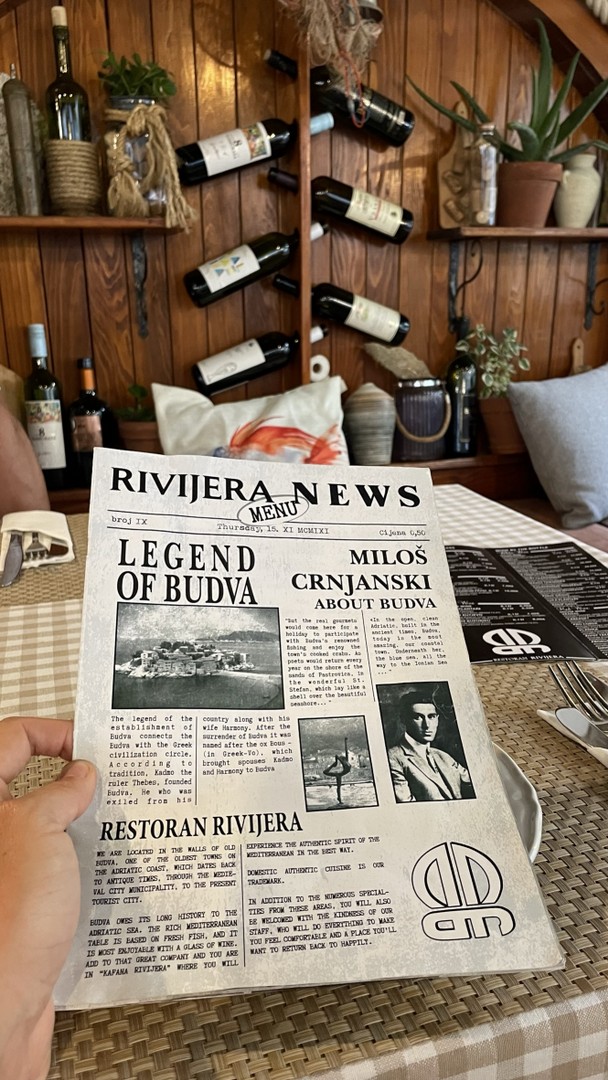 RIVIJERA NEWS
MENU
broj IX
Thursday, 15. XI MCMIXI
Cijena 0,50
LEGEND
OF BUDVA
MILOŠ
CRNJANSKI
ABOUT BUDVA
"But the real gourmets
would come here for a
holiday to participate
with Budva's renowned
fishing and enjoy the
town's cooked crabs. As
poets would return every
year on the shore of the
sands of Pastrovica, in
the wonderful St.
Stefan, which lay like a
shell over the beautiful
seashore..."
"In the open, clean
Adriatic, built in the
ancient times, Budva,
today is the most
amazing, our coastal
town. Underneath her,
the blue sea, all the
way to the Ionian Sea
..."
The legend of the
establishment of
Budva connects the
Budva with the Greek
civilization circle.
According to
tradition, Kadmo the
ruler Thebes, founded
Budva. He who was
exiled from his
country along with his
wife Harmony. After the
surrender of Budva it was
named after the ox Bous -
(in Greek-Vo), which
brought spouses Kadmo
and Harmony to Budva
RESTORAN RIVIJERA
WE ARE LOCATED IN THE WALLS OF OLD
BUDVA, ONE OF THE OLDEST TOWNS ON
THE ADRIATIC COAST, WHICH DATES BACK
TO ANTIQUE TIMES, THROUGH THE MEDIE-
VAL CITY MUNICIPALITY, TO THE PRESENT
TOURIST CITY.
BUDVA OWES ITS LONG HISTORY TO THE
ADRIATIC SEA, THE RICH MEDITERRANEAN
TABLE IS BASED ON FRESH FISH, AND IT
IS MOST ENJOYABLE WITH A GLASS OF WINE.
ADD TO THAT GREAT COMPANY AND YOU ARE
IN "KAFANA RIVIJERA" WHERE YOU WILL
EXPERIENCE THE AUTHENTIC SPIRIT OF THE
MEDITERRANEAN IN THE BEST WAY.
DOMESTIC AUTHENTIC CUISINE IS OUR
TRADEMARK.
IN ADDITION TO THE NUMEROUS SPECIAL-
TIES FROM THESE AREAS, YOU WILL ALSO
BE WELCOMED WITH THE KINDNESS OF OUR
STAFF, WHO WILL DO EVERYTHING TO MAKE
YOU FEEL COMFORTABLE AND A PLACE YOU'LL
WANT TO RETURN BACK TO HAPPILY.
RESTORAN RIVIJERA